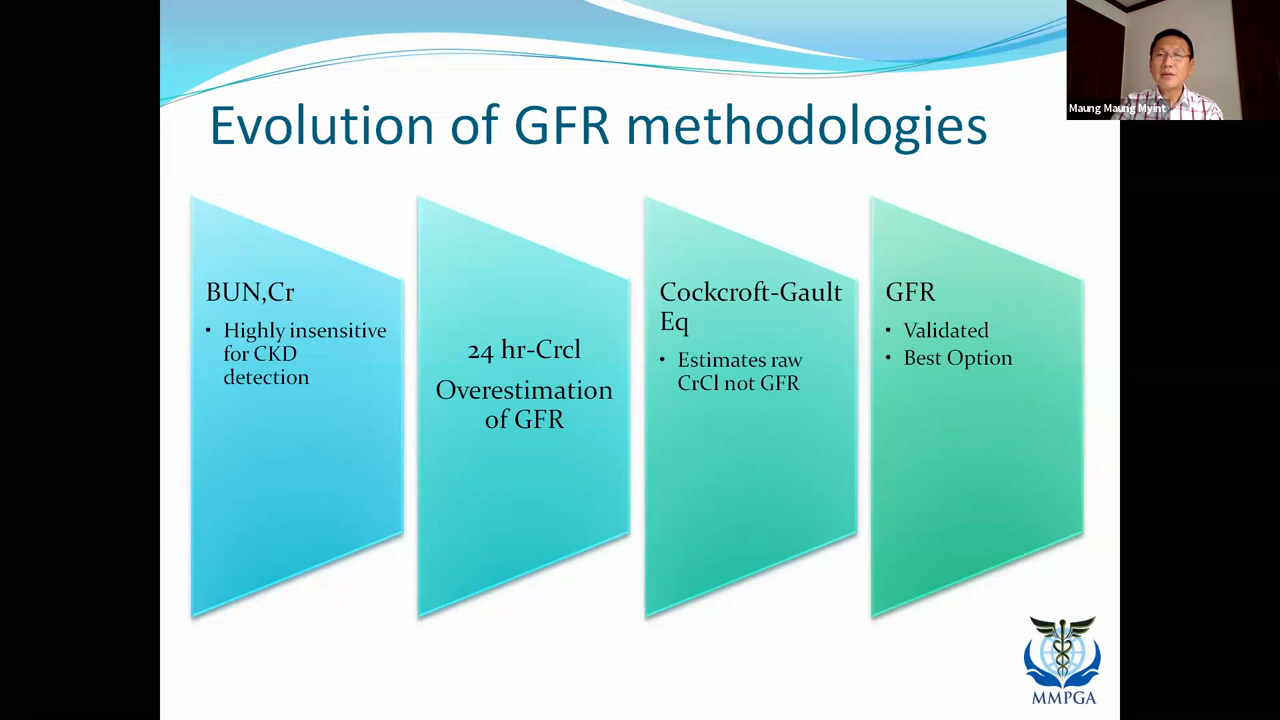 Maung Maung Myint
Evolution of GFR methodologies
BUN,Cr
• Highly insensitive
for CKD
detection
24 hr-Crcl
Overestimation
of GFR
Cockcroft-Gault
Eq
• Estimates raw
CrCl not GFR
GFR
• Validated
• Best Option
MMPGA